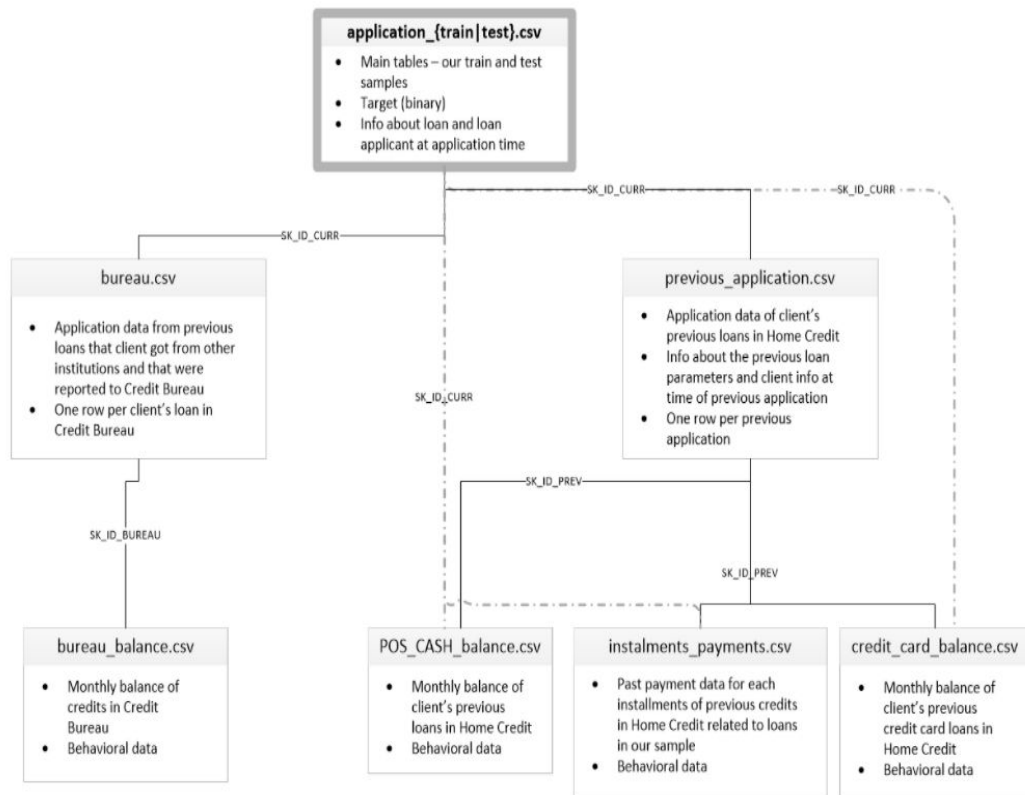 application_{train|test}.csv
• Main tables – our train and test
samples
• Target (binary)
• Info about loan and loan
applicant at application time
SK_ID_CURR
SK_ID_CURR
SK_ID_CURR
bureau.csv
• Application data from previous
loans that client got from other
institutions and that were
reported to Credit Bureau
• One row per client's loan in
Credit Bureau
previous_application.csv
• Application data of client's
previous loans in Home Credit
• Info about the previous loan
parameters and client info at
time of previous application
• One row per previous
application
SK_ID_CURR
SK_ID_PREV
SK_ID_BUREAU
SK_ID_PREV
bureau_balance.csv
• Monthly balance of
credits in Credit
Bureau
• Behavioral data
POS_CASH_balance.csv
• Monthly balance of
client's previous
loans in Home Credit
• Behavioral data
instalments_payments.csv
• Past payment data for each
installments of previous credits
in Home Credit related to loans
in our sample
• Behavioral data
credit_card_balance.csv
• Monthly balance of
client's previous
credit card loans in
Home Credit
• Behavioral data